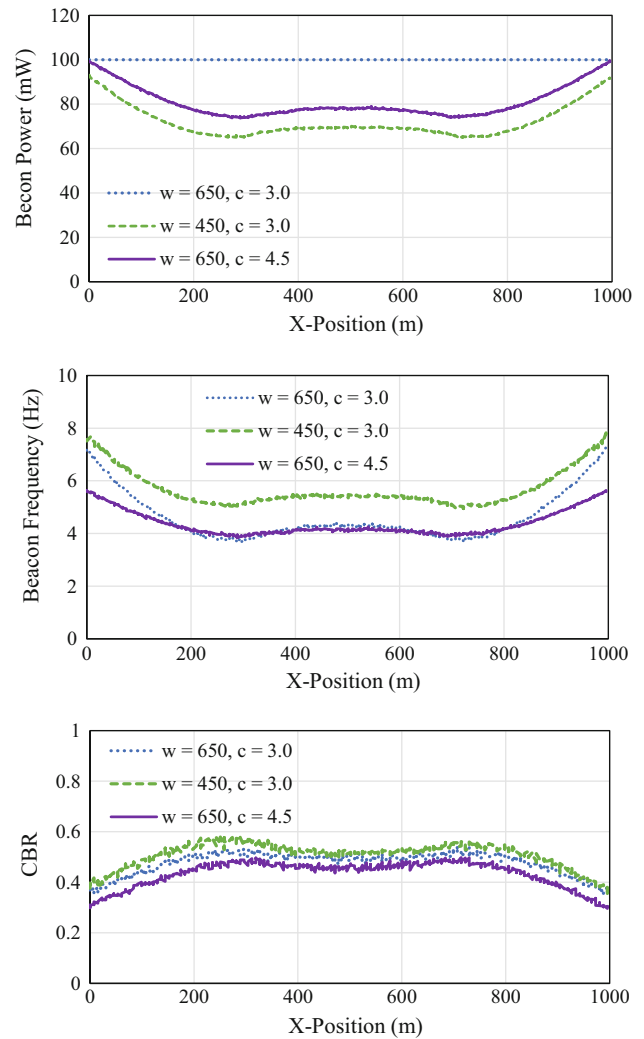 120
100
80
60
40
20
0
Becon Power (mW)
w = 650, c = 3.0
w = 450, c = 3.0
w = 650, c = 4.5
0 200 400 600 800 1000
X-Position (m)
10
8
6
4
2
0
Beacon Frequency (Hz)
w = 650, c = 3.0
w = 450, c = 3.0
w = 650, c = 4.5
0 200 400 600 800 1000
X-Position (m)
1
0.8
0.6
0.4
0.2
0
CBR
w = 650, c = 3.0
w = 450, c = 3.0
w = 650, c = 4.5
0 200 400 600 800 1000
X-Position (m)